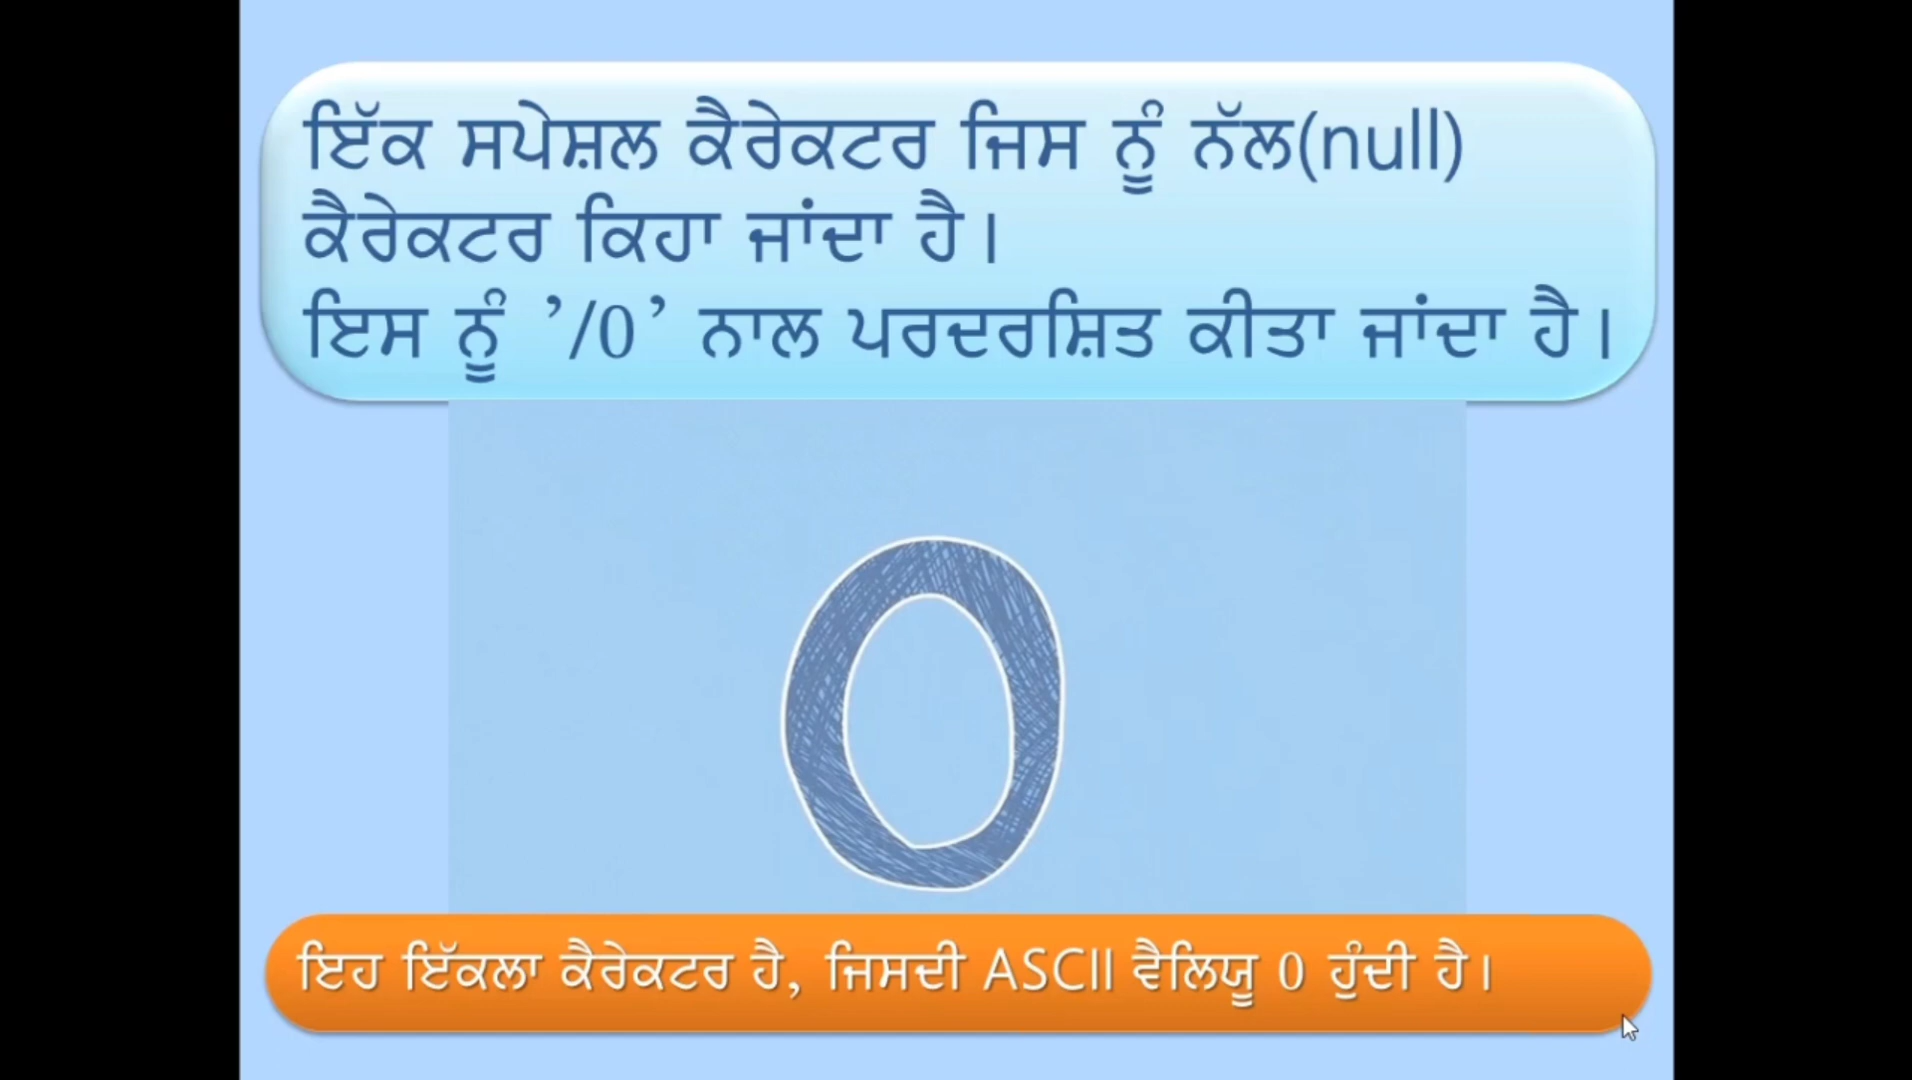 ਇੱਕ ਸਪੇਸ਼ਲ ਕੈਰੇਕਟਰ ਜਿਸ ਨੂੰ ਨੱਲ(null)
ਕੈਰੇਕਟਰ ਕਿਹਾ ਜਾਂਦਾ ਹੈ।
ਇਸ ਨੂੰ ’/0’ ਨਾਲ ਪਰਦਰਸ਼ਿਤ ਕੀਤਾ ਜਾਂਦਾ ਹੈ।
0
ਇਹ ਇੱਕਲਾ ਕੈਰੇਕਟਰ ਹੈ, ਜਿਸਦੀ ASCII ਵੈਲਿਯੂ 0 ਹੁੰਦੀ ਹੈ।